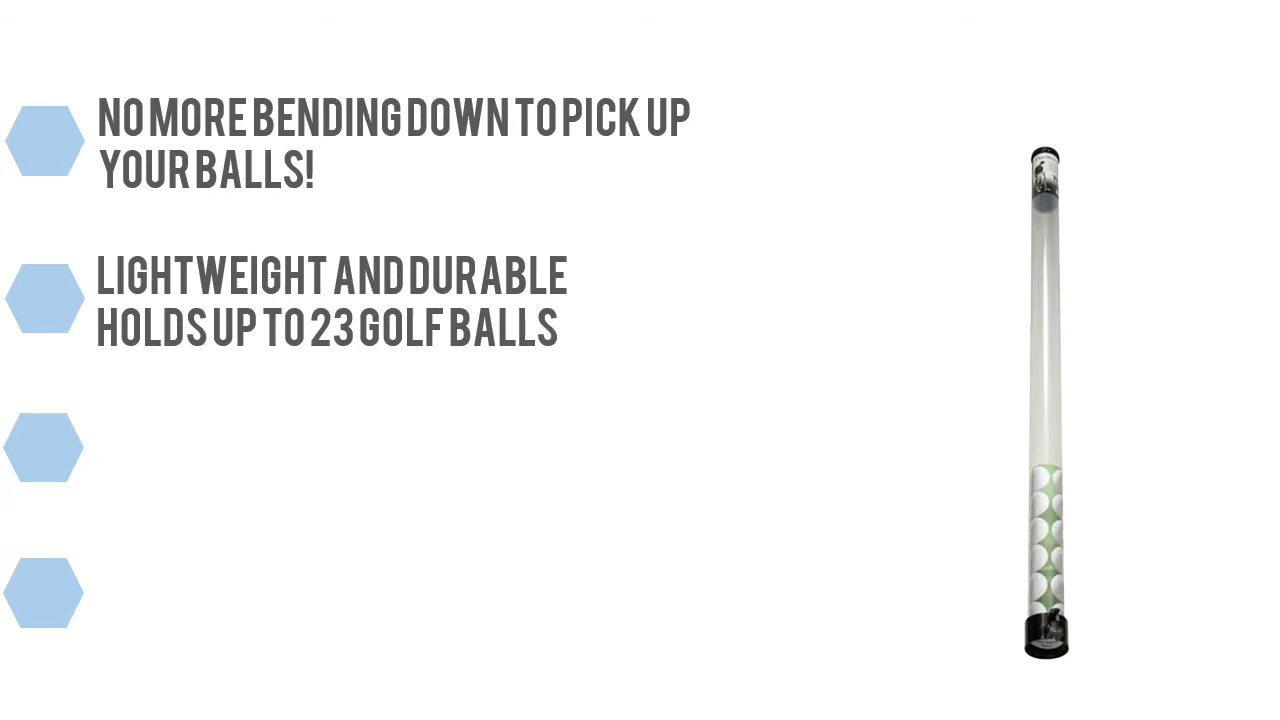 NO MORE BENDING DOWN TO PICK UP
YOUR BALLS!
LIGHTWEIGHT AND DURABLE
HOLDS UP TO 23 GOLF BALLS